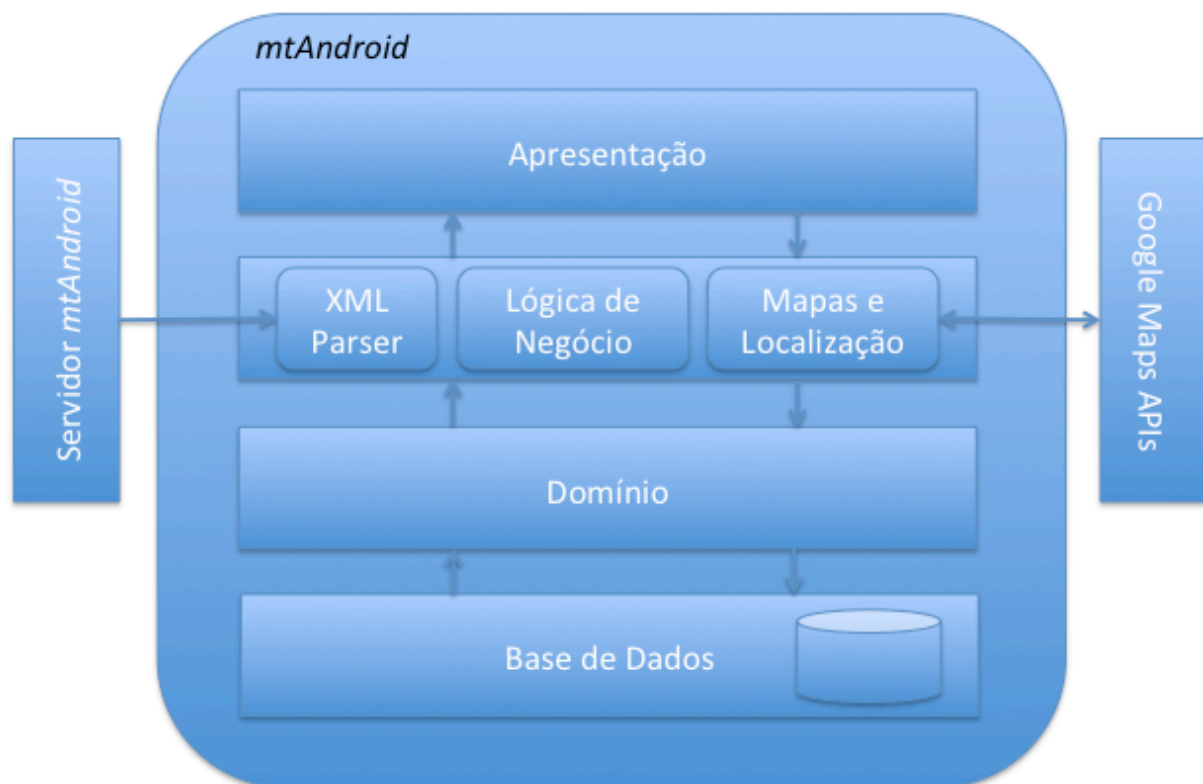 mtAndroid
Apresentação
Servidor mtAndroid
XML
Parser
Lógica de
Negócio
Mapas e
Localização
Google Maps APIs
Domínio
Base de Dados